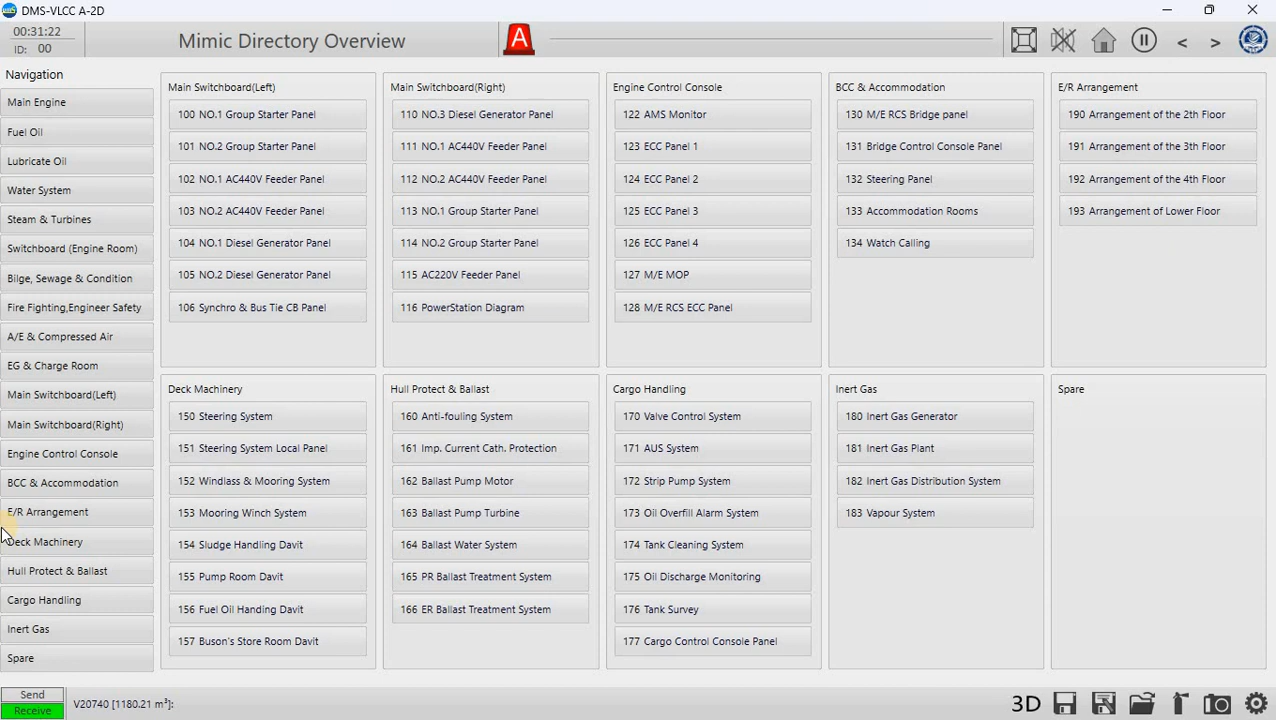 DMS-VLCC A-2D
00:31:22
ID: 00
Mimic Directory Overview
A
Navigation
Main Engine
Fuel Oil
Lubricate Oil
Water System
Steam & Turbines
Switchboard (Engine Room)
Bilge, Sewage & Condition
Fire Fighting,Engineer Safety
A/E & Compressed Air
EG & Charge Room
Main Switchboard(Left)
Main Switchboard(Right)
Engine Control Console
BCC & Accommodation
E/R Arrangement
Deck Machinery
Hull Protect & Ballast
Cargo Handling
Inert Gas
Spare
Main Switchboard(Left)
100 NO.1 Group Starter Panel
101 NO.2 Group Starter Panel
102 NO.1 AC440V Feeder Panel
103 NO.2 AC440V Feeder Panel
104 NO.1 Diesel Generator Panel
105 NO.2 Diesel Generator Panel
106 Synchro & Bus Tie CB Panel
Main Switchboard(Right)
110 NO.3 Diesel Generator Panel
111 NO.1 AC440V Feeder Panel
112 NO.2 AC440V Feeder Panel
113 NO.1 Group Starter Panel
114 NO.2 Group Starter Panel
115 AC220V Feeder Panel
116 PowerStation Diagram
Engine Control Console
122 AMS Monitor
123 ECC Panel 1
124 ECC Panel 2
125 ECC Panel 3
126 ECC Panel 4
127 M/E MOP
128 M/E RCS ECC Panel
BCC & Accommodation
130 M/E RCS Bridge panel
131 Bridge Control Console Panel
132 Steering Panel
133 Accommodation Rooms
134 Watch Calling
E/R Arrangement
190 Arrangement of the 2th Floor
191 Arrangement of the 3th Floor
192 Arrangement of the 4th Floor
193 Arrangement of Lower Floor
Deck Machinery
150 Steering System
151 Steering System Local Panel
152 Windlass & Mooring System
153 Mooring Winch System
154 Sludge Handling Davit
155 Pump Room Davit
156 Fuel Oil Handing Davit
157 Buson's Store Room Davit
Hull Protect & Ballast
160 Anti-fouling System
161 Imp. Current Cath. Protection
162 Ballast Pump Motor
163 Ballast Pump Turbine
164 Ballast Water System
165 PR Ballast Treatment System
166 ER Ballast Treatment System
Cargo Handling
170 Valve Control System
171 AUS System
172 Strip Pump System
173 Oil Overfill Alarm System
174 Tank Cleaning System
175 Oil Discharge Monitoring
176 Tank Survey
177 Cargo Control Console Panel
Inert Gas
180 Inert Gas Generator
181 Inert Gas Plant
182 Inert Gas Distribution System
183 Vapour System
Spare
Send
Receive
V20740 [1180.21 m³]:
3D